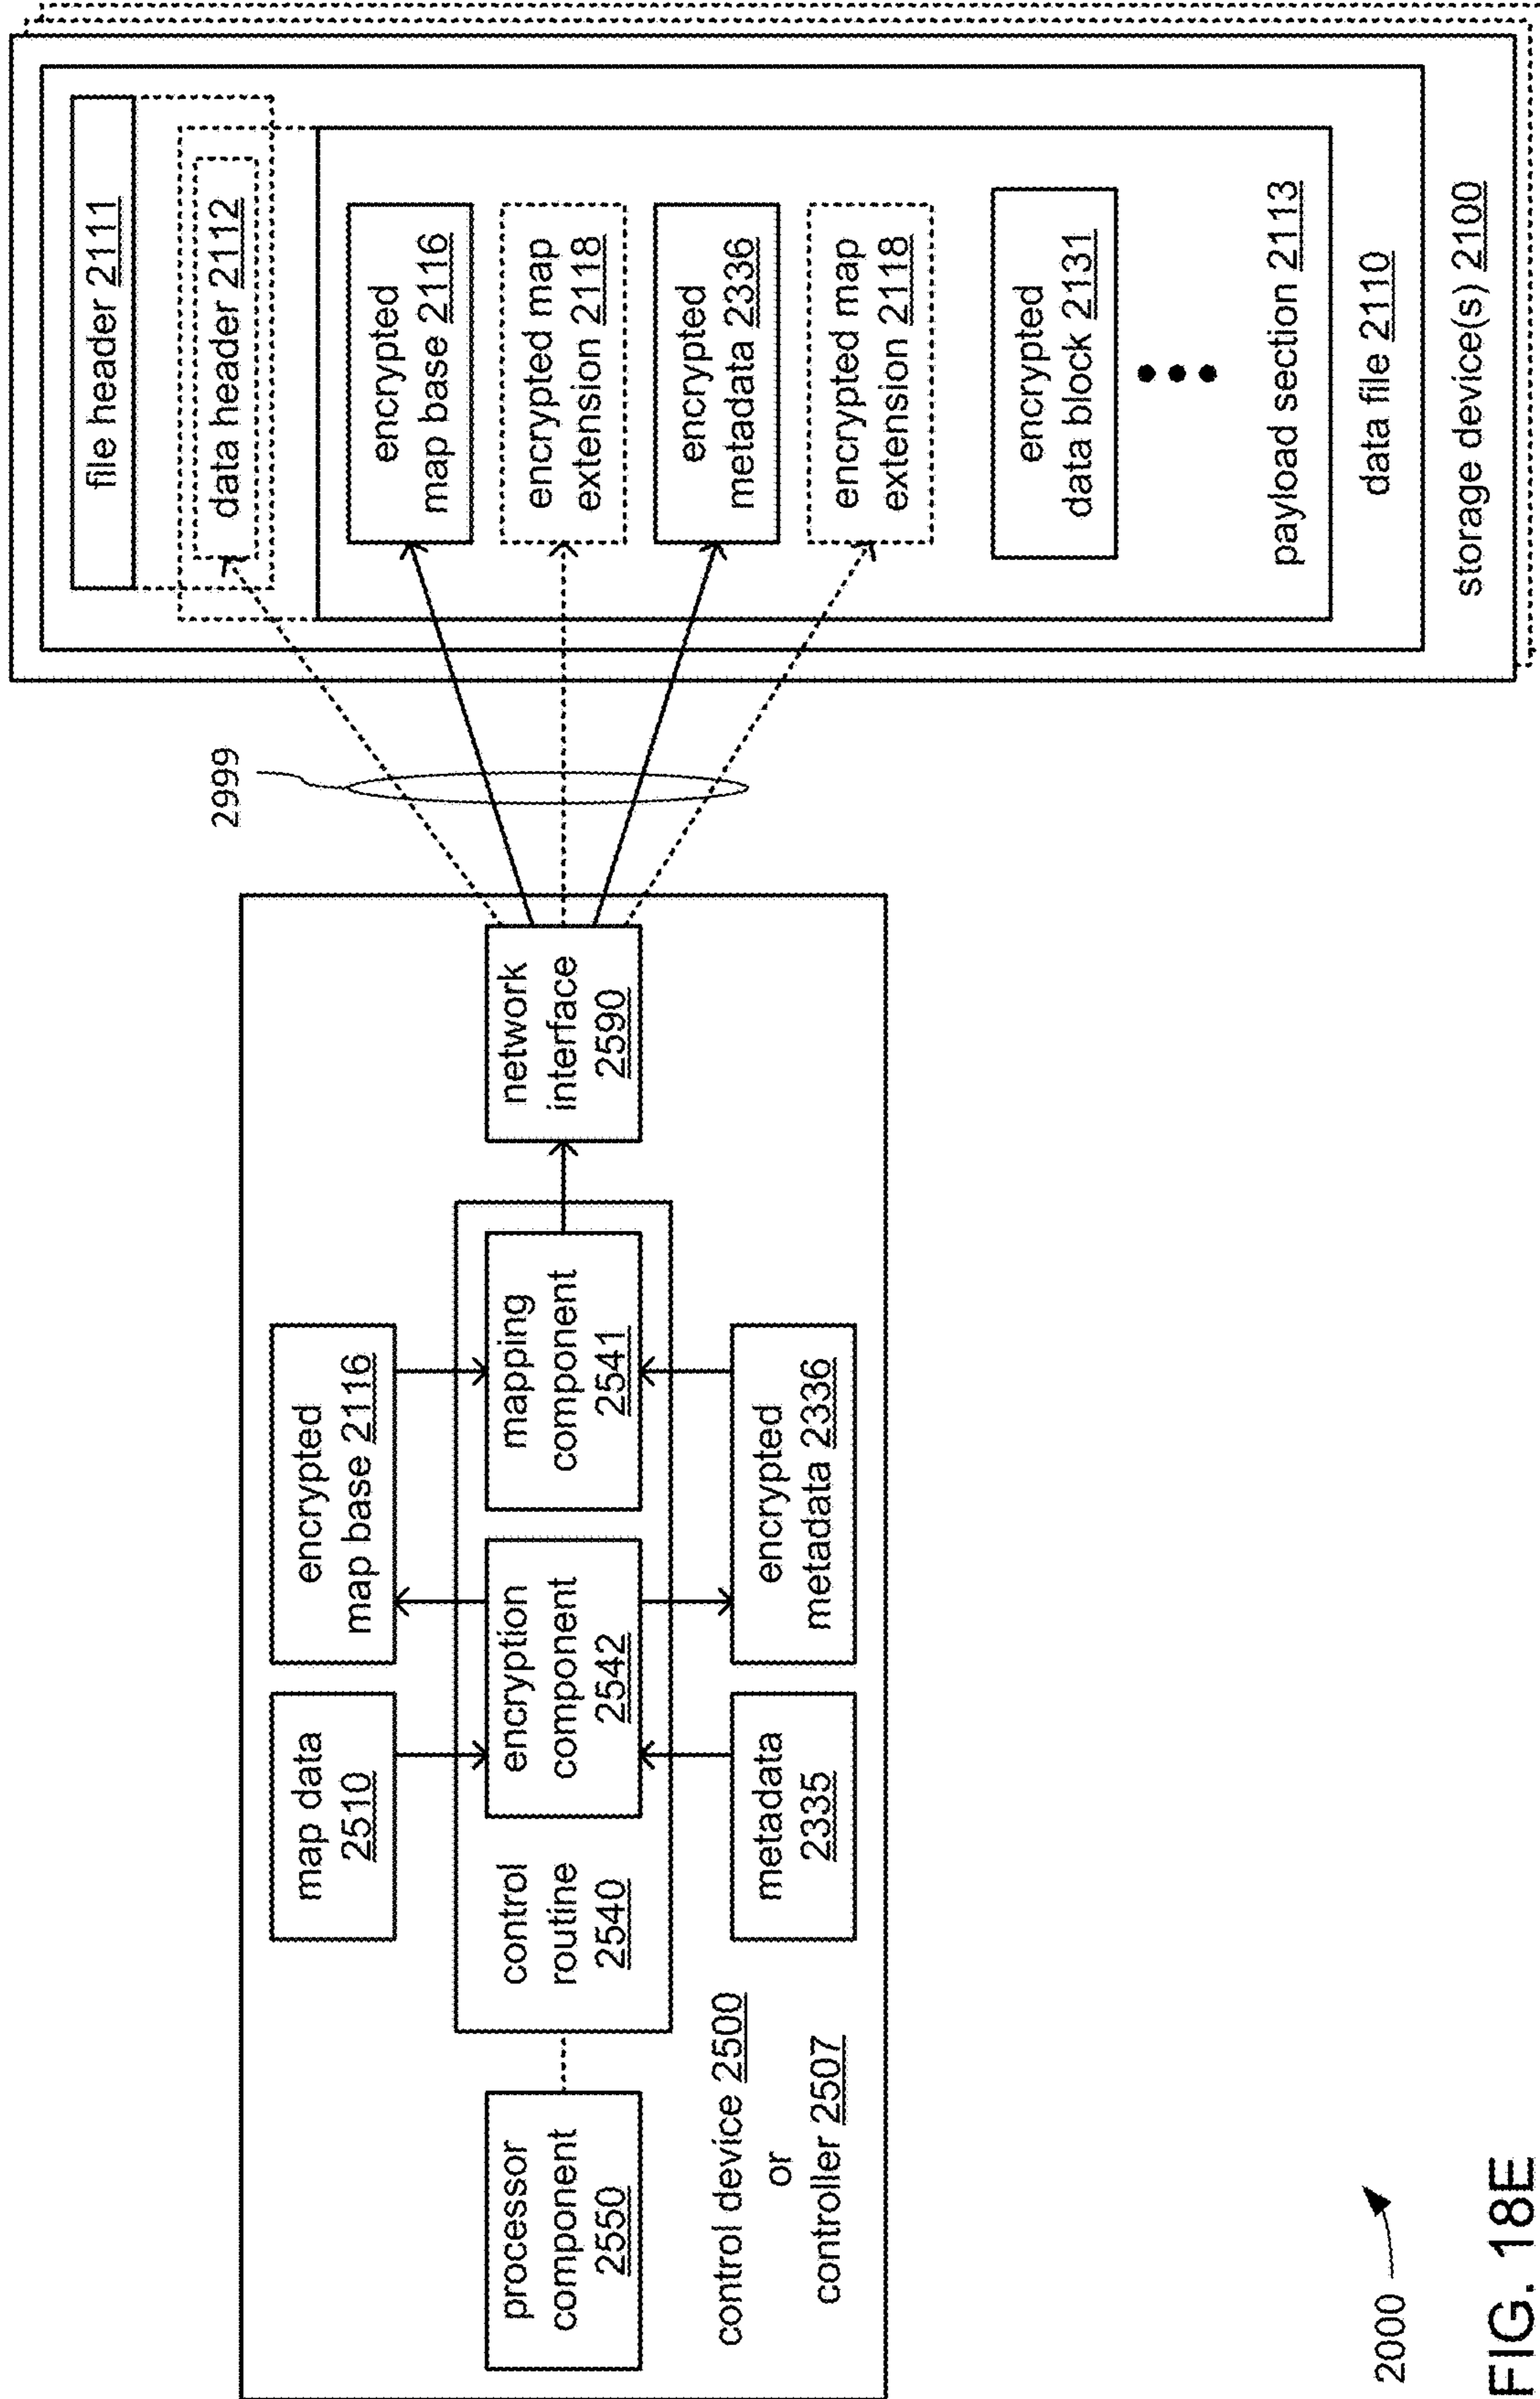 processor
component
2550
control device 2500
or
controller 2507
control
routine
2540
map data
2510
encryption
component
2542
metadata
2335
encrypted
map base 2116
mapping
component
2541
encrypted
metadata 2336
network
interface
2590
2999
file header 2111
data header 2112
encrypted
map base 2116
encrypted map
extension 2118
encrypted
metadata 2336
encrypted map
extension 2118
encrypted
data block 2131
payload section 2113
data file 2110
storage device(s) 2100
2000
FIG. 18E